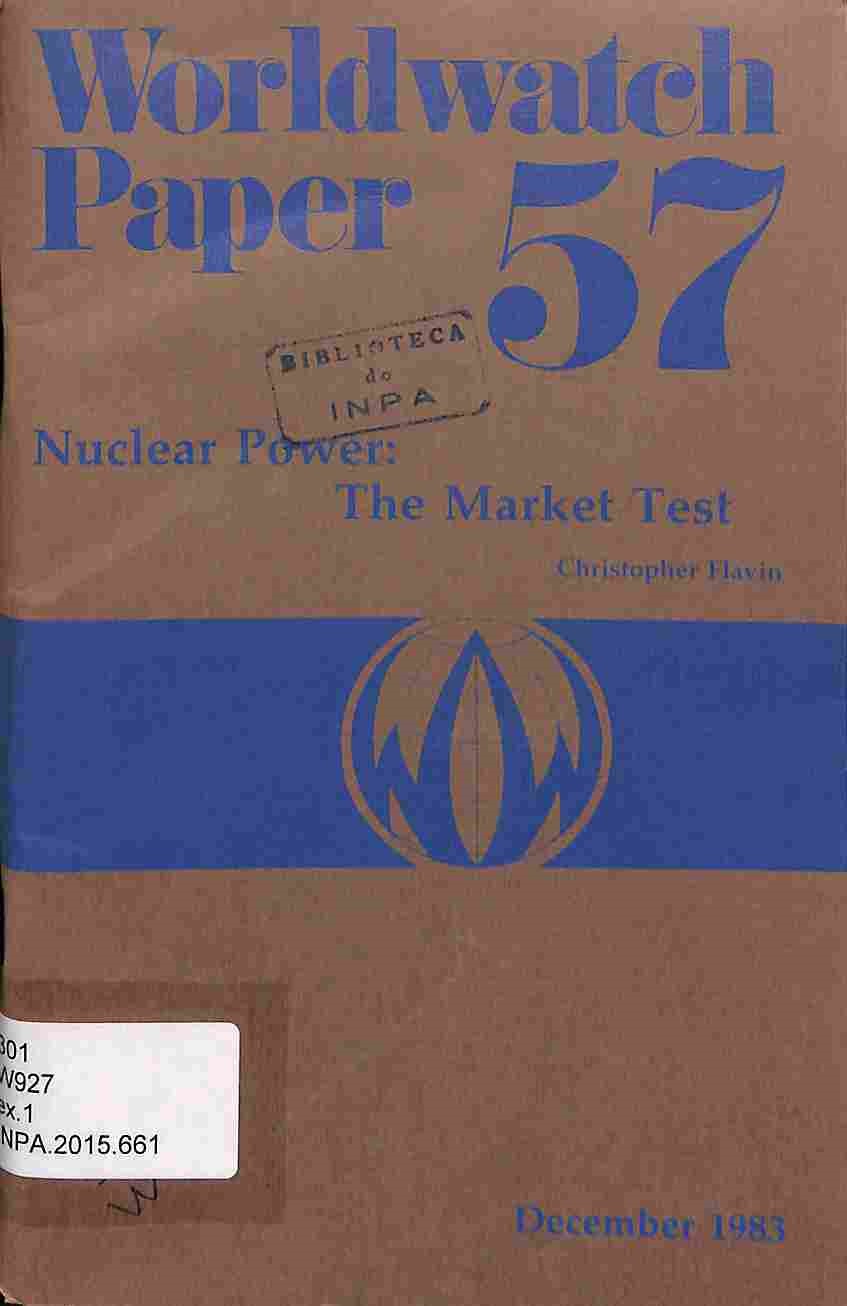 Worldwatch
Paper 57
BIBLIOTECA
do
INPA
Nuclear Power:
The Market Test
Christopher Flavin
301
W927
ex.1
INPA.2015.661
December 1983